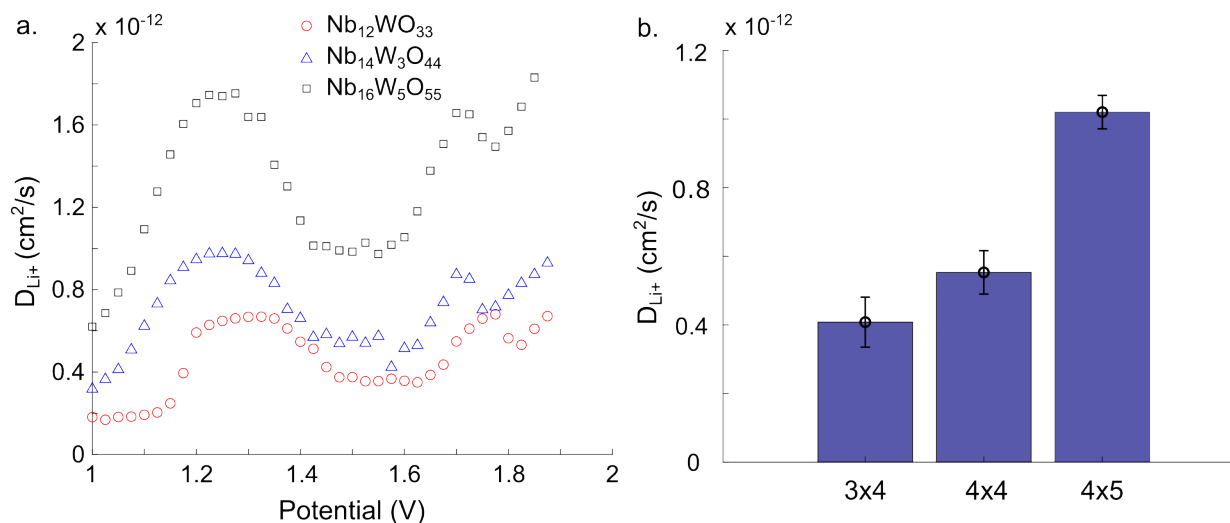 a.
x 10⁻¹²
Nb₁₂WO₃₃
Nb₁₄W₃O₄₄
Nb₁₆W₅O₅₅
2
1.6
1.2
0.8
0.4
0
D_Li+ (cm²/s)
1 1.2 1.4 1.6 1.8 2
Potential (V)
b.
x 10⁻¹²
1.2
0.8
0.4
0
D_Li+ (cm²/s)
3x4 4x4 4x5